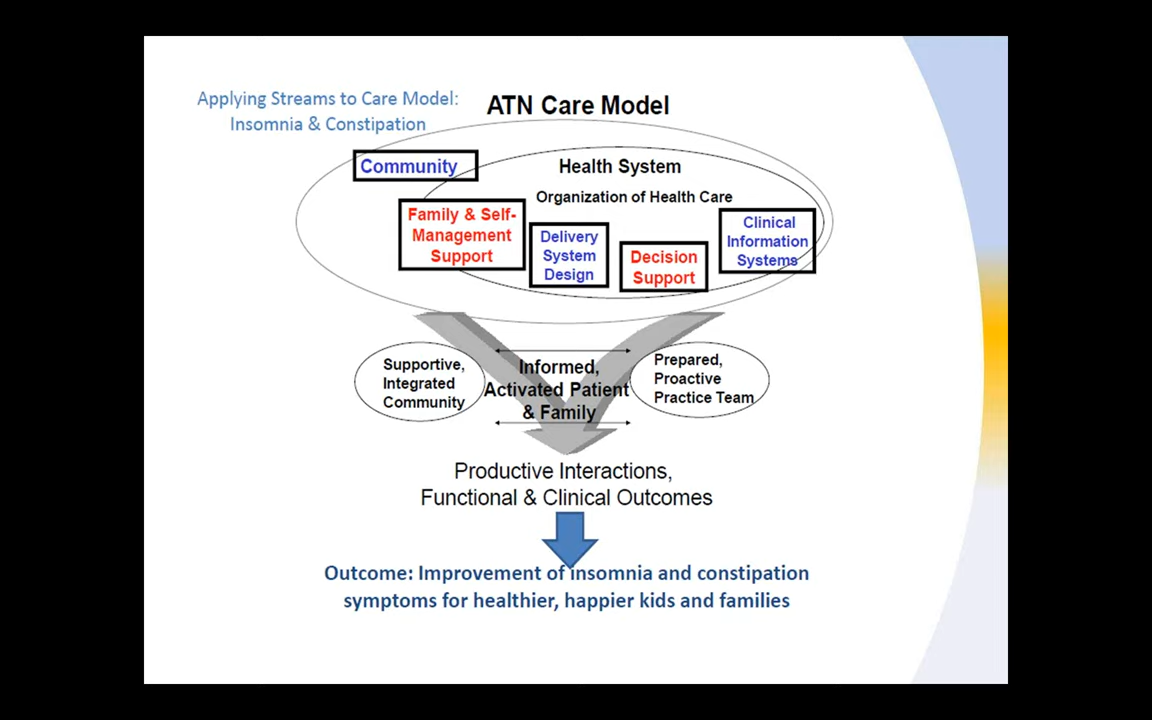 Applying Streams to Care Model:
Insomnia & Constipation
ATN Care Model
Community
Health System
Organization of Health Care
Family & Self-
Management
Support
Delivery
System
Design
Decision
Support
Clinical
Information
Systems
Supportive,
Integrated
Community
Informed,
Activated Patient
& Family
Prepared,
Proactive
Practice Team
Productive Interactions,
Functional & Clinical Outcomes
Outcome: Improvement of insomnia and constipation
symptoms for healthier, happier kids and families